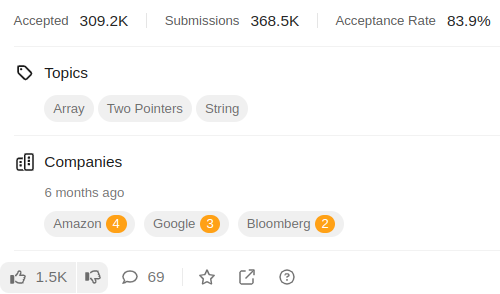 Accepted 309.2K Submissions 368.5K Acceptance Rate 83.9%
Topics
Array Two Pointers String
Companies
6 months ago
Amazon 4 Google 3 Bloomberg 2
1.5K 69